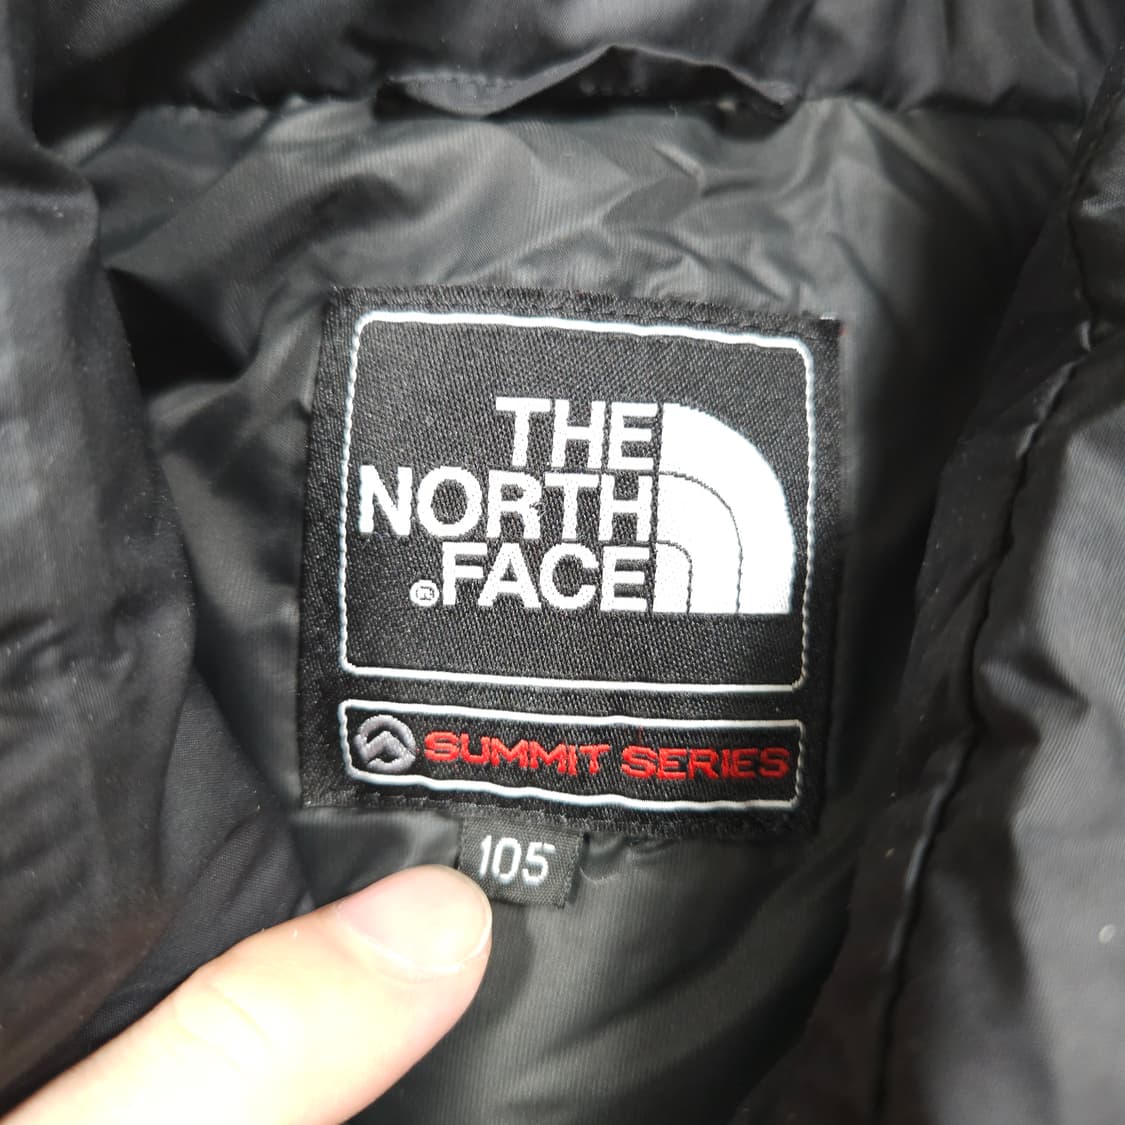 THE
NORTH
®FACE
SUMMIT SERIES
105